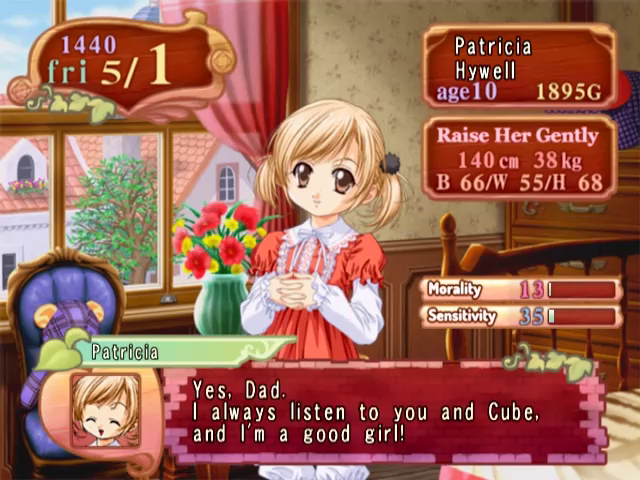 1440
fri 5/1
Patricia
Hywell
age10 1895G
Raise Her Gently
140 cm 38 kg
B 66/W 55/H 68
Morality 13
Sensitivity 35
Patricia
Yes, Dad.
I always listen to you and Cube,
and I'm a good girl!